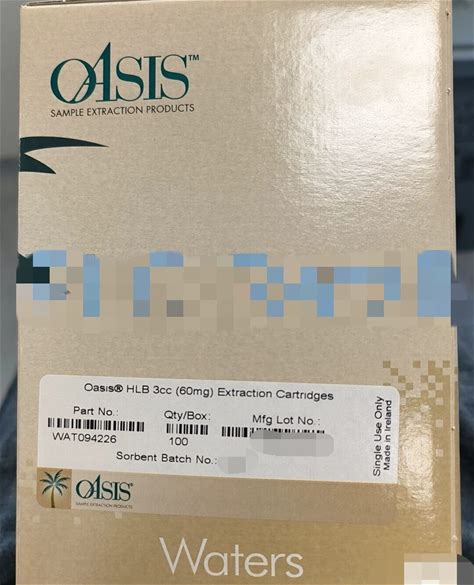 OASIS™
SAMPLE EXTRACTION PRODUCTS
Oasis® HLB 3cc (60mg) Extraction Cartridges
Part No.: Qty/Box: Mfg Lot No.:
WAT094226 100
Sorbent Batch No.:
Single Use Only
Made in Ireland
OASIS®
SAMPLE EXTRACTION PRODUCTS
Waters